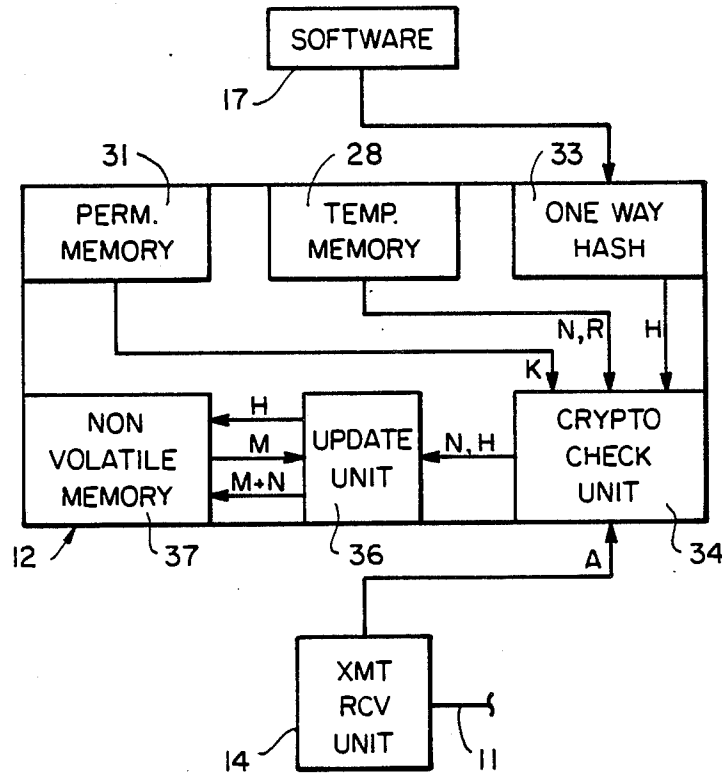 SOFTWARE
17
31
28
33
PERM.
MEMORY
TEMP.
MEMORY
ONE WAY
HASH
N,R
H
K
NON
VOLATILE
MEMORY
H
M
M+N
UPDATE
UNIT
N,H
CRYPTO
CHECK
UNIT
12
37
36
34
A
XMT
RCV
UNIT
14
11